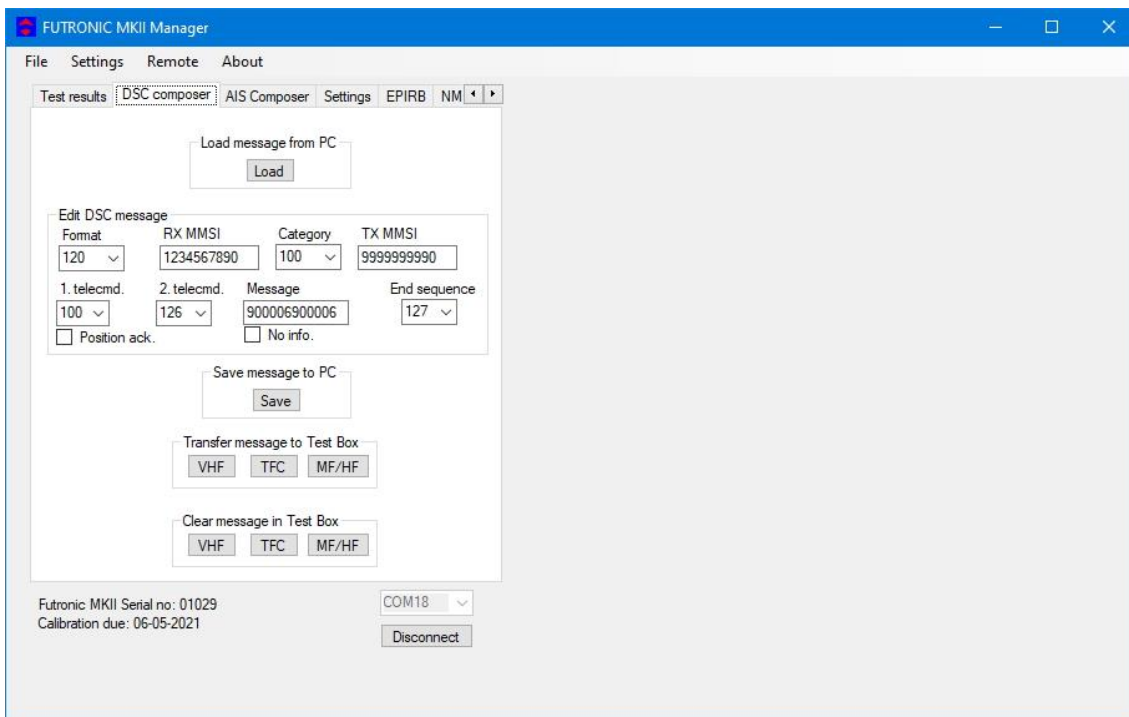 FUTRONIC MKII Manager
File Settings Remote About
Test results DSC composer AIS Composer Settings EPIRB NM
Load message from PC
Load
Edit DSC message
Format RX MMSI Category TX MMSI
120 1234567890 100 9999999990
1. telecmd. 2. telecmd. Message End sequence
100 126 900006900006 127
Position ack. No info.
Save message to PC
Save
Transfer message to Test Box
VHF TFC MF/HF
Clear message in Test Box
VHF TFC MF/HF
Futronic MKII Serial no: 01029 COM18
Calibration due: 06-05-2021
Disconnect